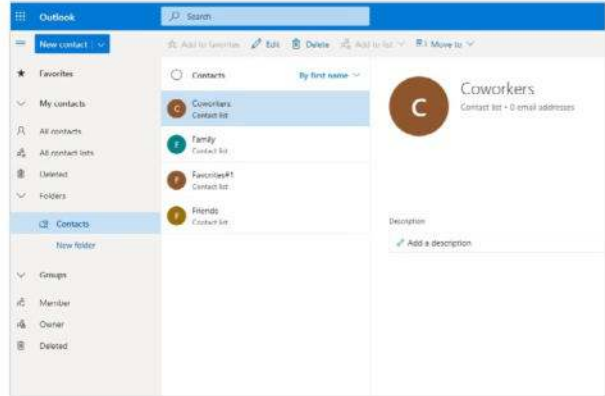 Outlook
Search
New contact
Add to favorites
Edit
Delete
Add to list
Move to
Favorites
My contacts
All contacts
All contact lists
Deleted
Folders
Contacts
New folder
Groups
Member
Owner
Deleted
Contacts
By first name
C
Coworkers
Contact list
F
Family
Contact list
F
Favorites#1
Contact list
F
Friends
Contact list
C
Coworkers
Contact list • 0 email addresses
Description
Add a description